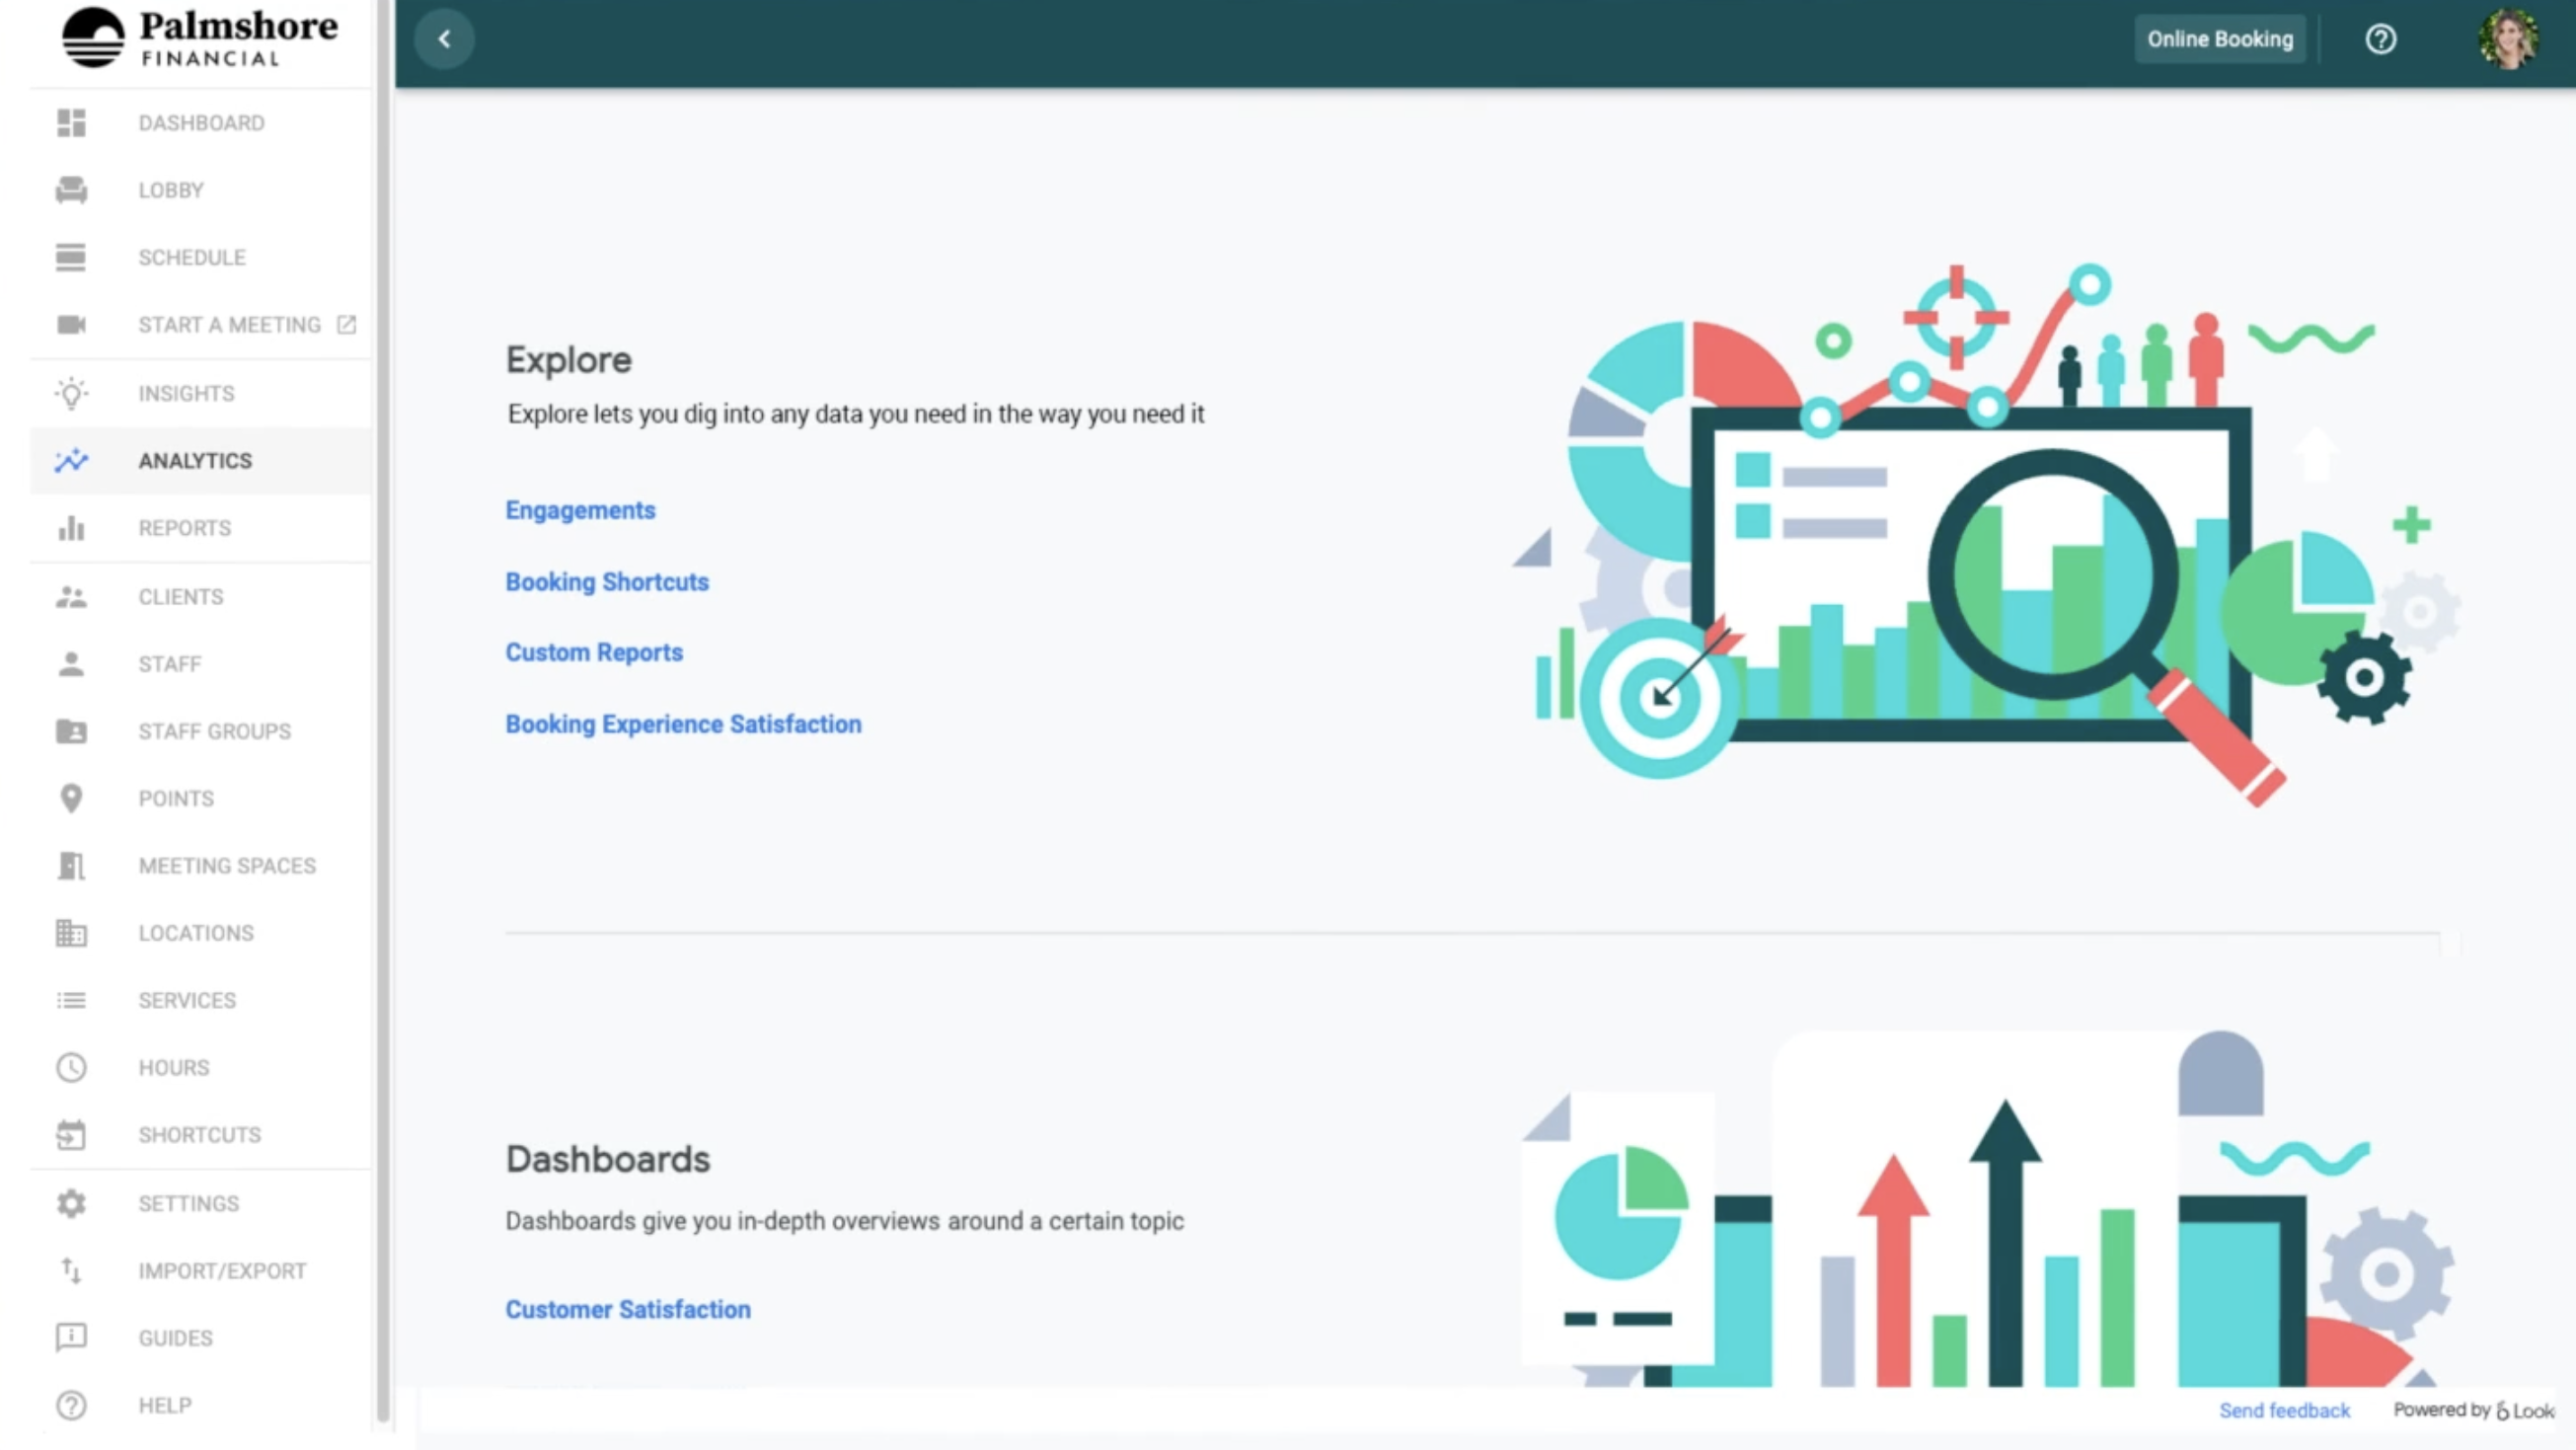 Palmshore
FINANCIAL
DASHBOARD
LOBBY
SCHEDULE
START A MEETING
INSIGHTS
ANALYTICS
REPORTS
CLIENTS
STAFF
STAFF GROUPS
POINTS
MEETING SPACES
LOCATIONS
SERVICES
HOURS
SHORTCUTS
SETTINGS
IMPORT/EXPORT
GUIDES
HELP
Online Booking
Explore
Explore lets you dig into any data you need in the way you need it
Engagements
Booking Shortcuts
Custom Reports
Booking Experience Satisfaction
Dashboards
Dashboards give you in-depth overviews around a certain topic
Customer Satisfaction
Send feedback
Powered by Look